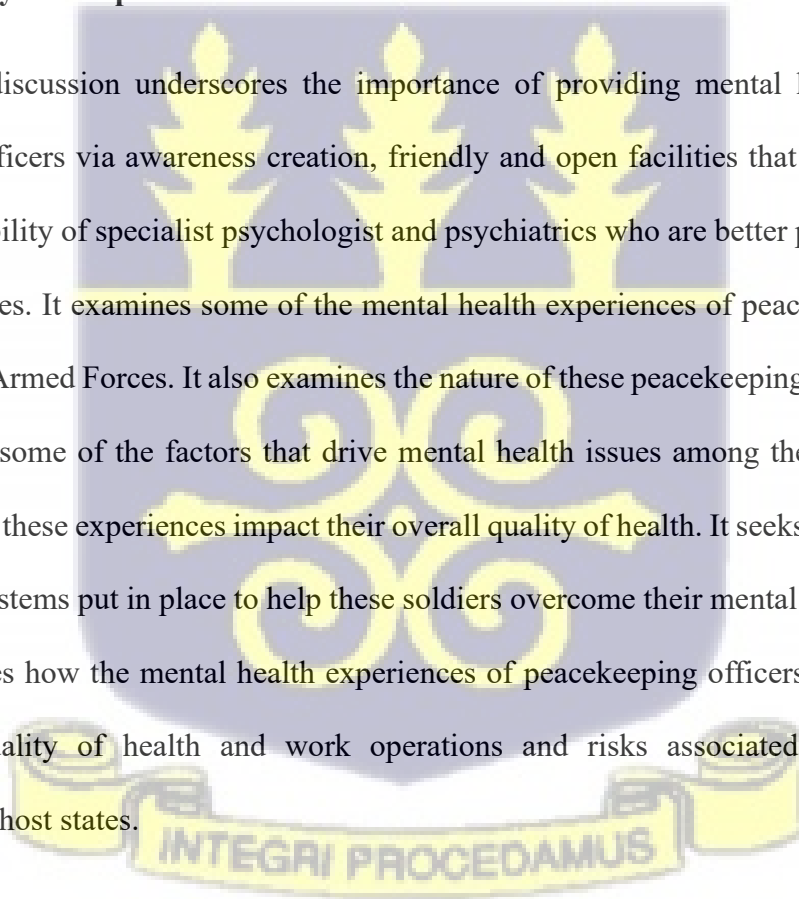 discussion underscores the importance of providing mental
ficers via awareness creation, friendly and open facilities that
bility of specialist psychologist and psychiatrics who are better
es. It examines some of the mental health experiences of peac
Armed Forces. It also examines the nature of these peacekeeping
some of the factors that drive mental health issues among the
these experiences impact their overall quality of health. It seeks
stems put in place to help these soldiers overcome their mental
es how the mental health experiences of peacekeeping officers
uality of health and work operations and risks associated
host states.
INTEGRI PROCEDAMUS